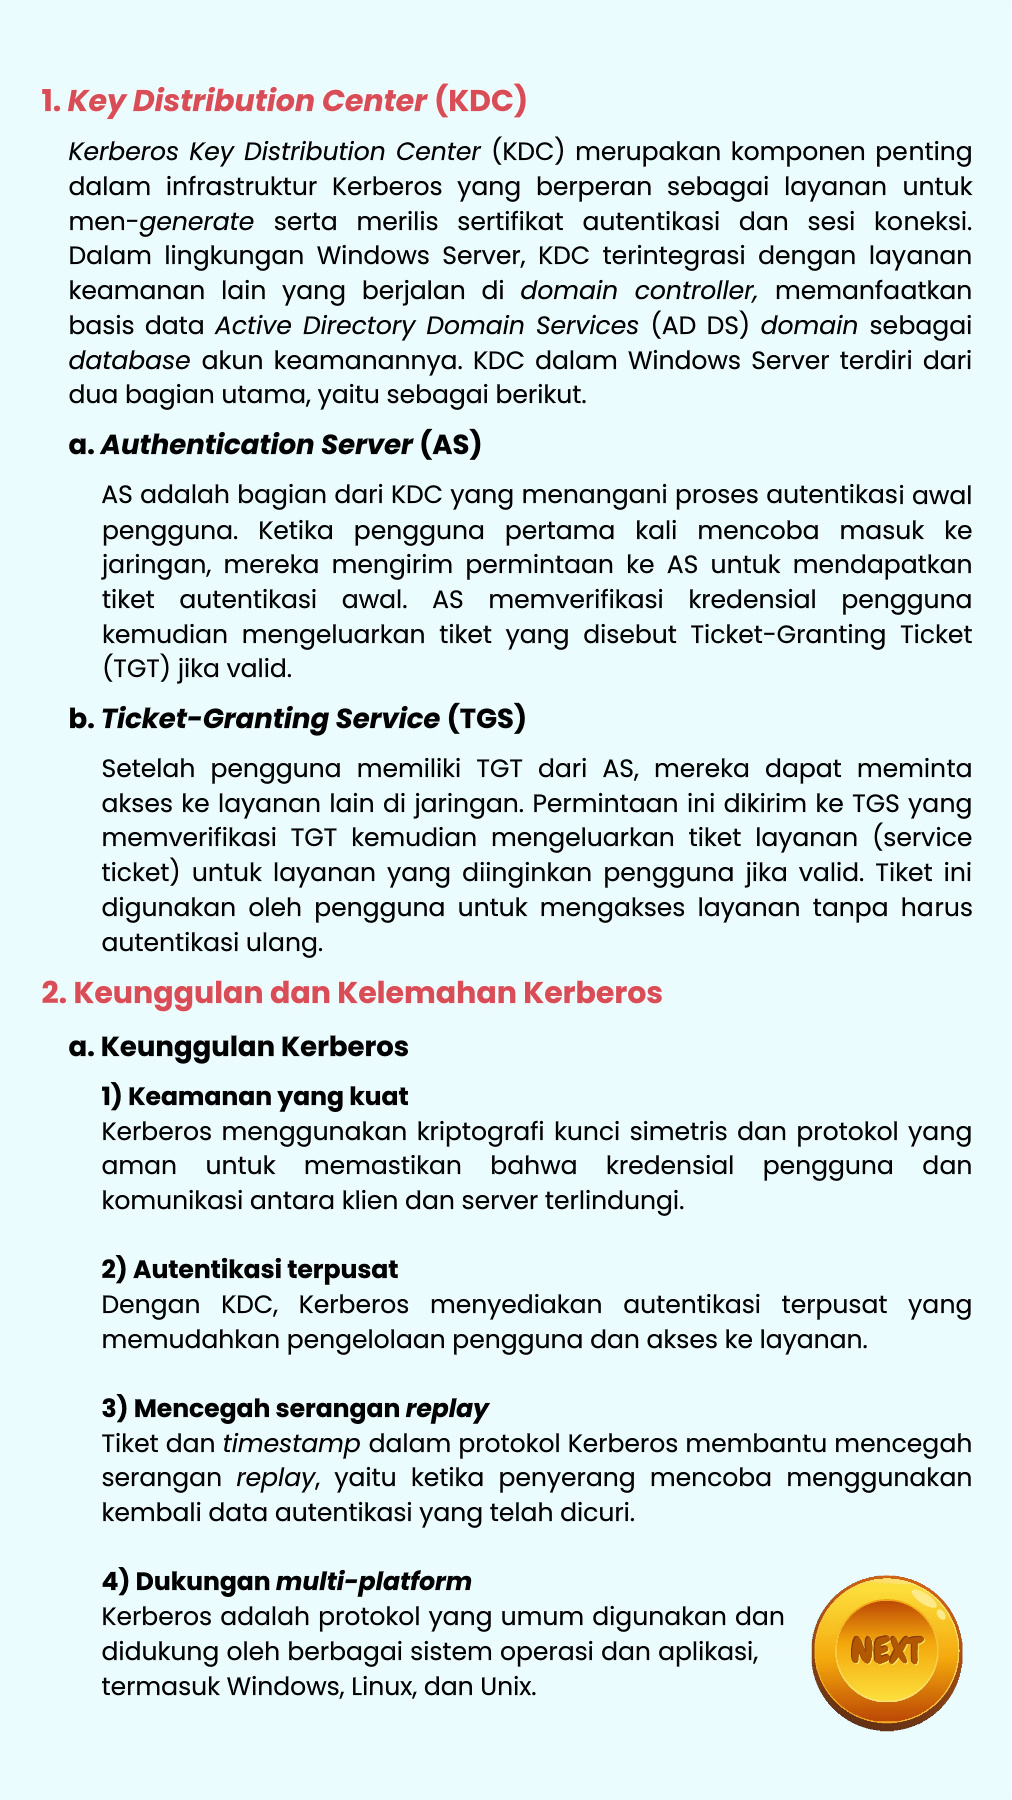 1. Key Distribution Center (KDC)
Kerberos Key Distribution Center (KDC) merupakan komponen penting
dalam infrastruktur Kerberos yang berperan sebagai layanan untuk
men-generate serta merilis sertifikat autentikasi dan sesi koneksi.
Dalam lingkungan Windows Server, KDC terintegrasi dengan layanan
keamanan lain yang berjalan di domain controller, memanfaatkan
basis data Active Directory Domain Services (AD DS) domain sebagai
database akun keamanannya. KDC dalam Windows Server terdiri dari
dua bagian utama, yaitu sebagai berikut.
a. Authentication Server (AS)
AS adalah bagian dari KDC yang menangani proses autentikasi awal
pengguna. Ketika pengguna pertama kali mencoba masuk ke
jaringan, mereka mengirim permintaan ke AS untuk mendapatkan
tiket autentikasi awal. AS memverifikasi kredensial pengguna
kemudian mengeluarkan tiket yang disebut Ticket-Granting Ticket
(TGT) jika valid.
b. Ticket-Granting Service (TGS)
Setelah pengguna memiliki TGT dari AS, mereka dapat meminta
akses ke layanan lain di jaringan. Permintaan ini dikirim ke TGS yang
memverifikasi TGT kemudian mengeluarkan tiket layanan (service
ticket) untuk layanan yang diinginkan pengguna jika valid. Tiket ini
digunakan oleh pengguna untuk mengakses layanan tanpa harus
autentikasi ulang.
2. Keunggulan dan Kelemahan Kerberos
a. Keunggulan Kerberos
1) Keamanan yang kuat
Kerberos menggunakan kriptografi kunci simetris dan protokol yang
aman untuk memastikan bahwa kredensial pengguna dan
komunikasi antara klien dan server terlindungi.
2) Autentikasi terpusat
Dengan KDC, Kerberos menyediakan autentikasi terpusat yang
memudahkan pengelolaan pengguna dan akses ke layanan.
3) Mencegah serangan replay
Tiket dan timestamp dalam protokol Kerberos membantu mencegah
serangan replay, yaitu ketika penyerang mencoba menggunakan
kembali data autentikasi yang telah dicuri.
4) Dukungan multi-platform
Kerberos adalah protokol yang umum digunakan dan
didukung oleh berbagai sistem operasi dan aplikasi,
termasuk Windows, Linux, dan Unix.
NEXT